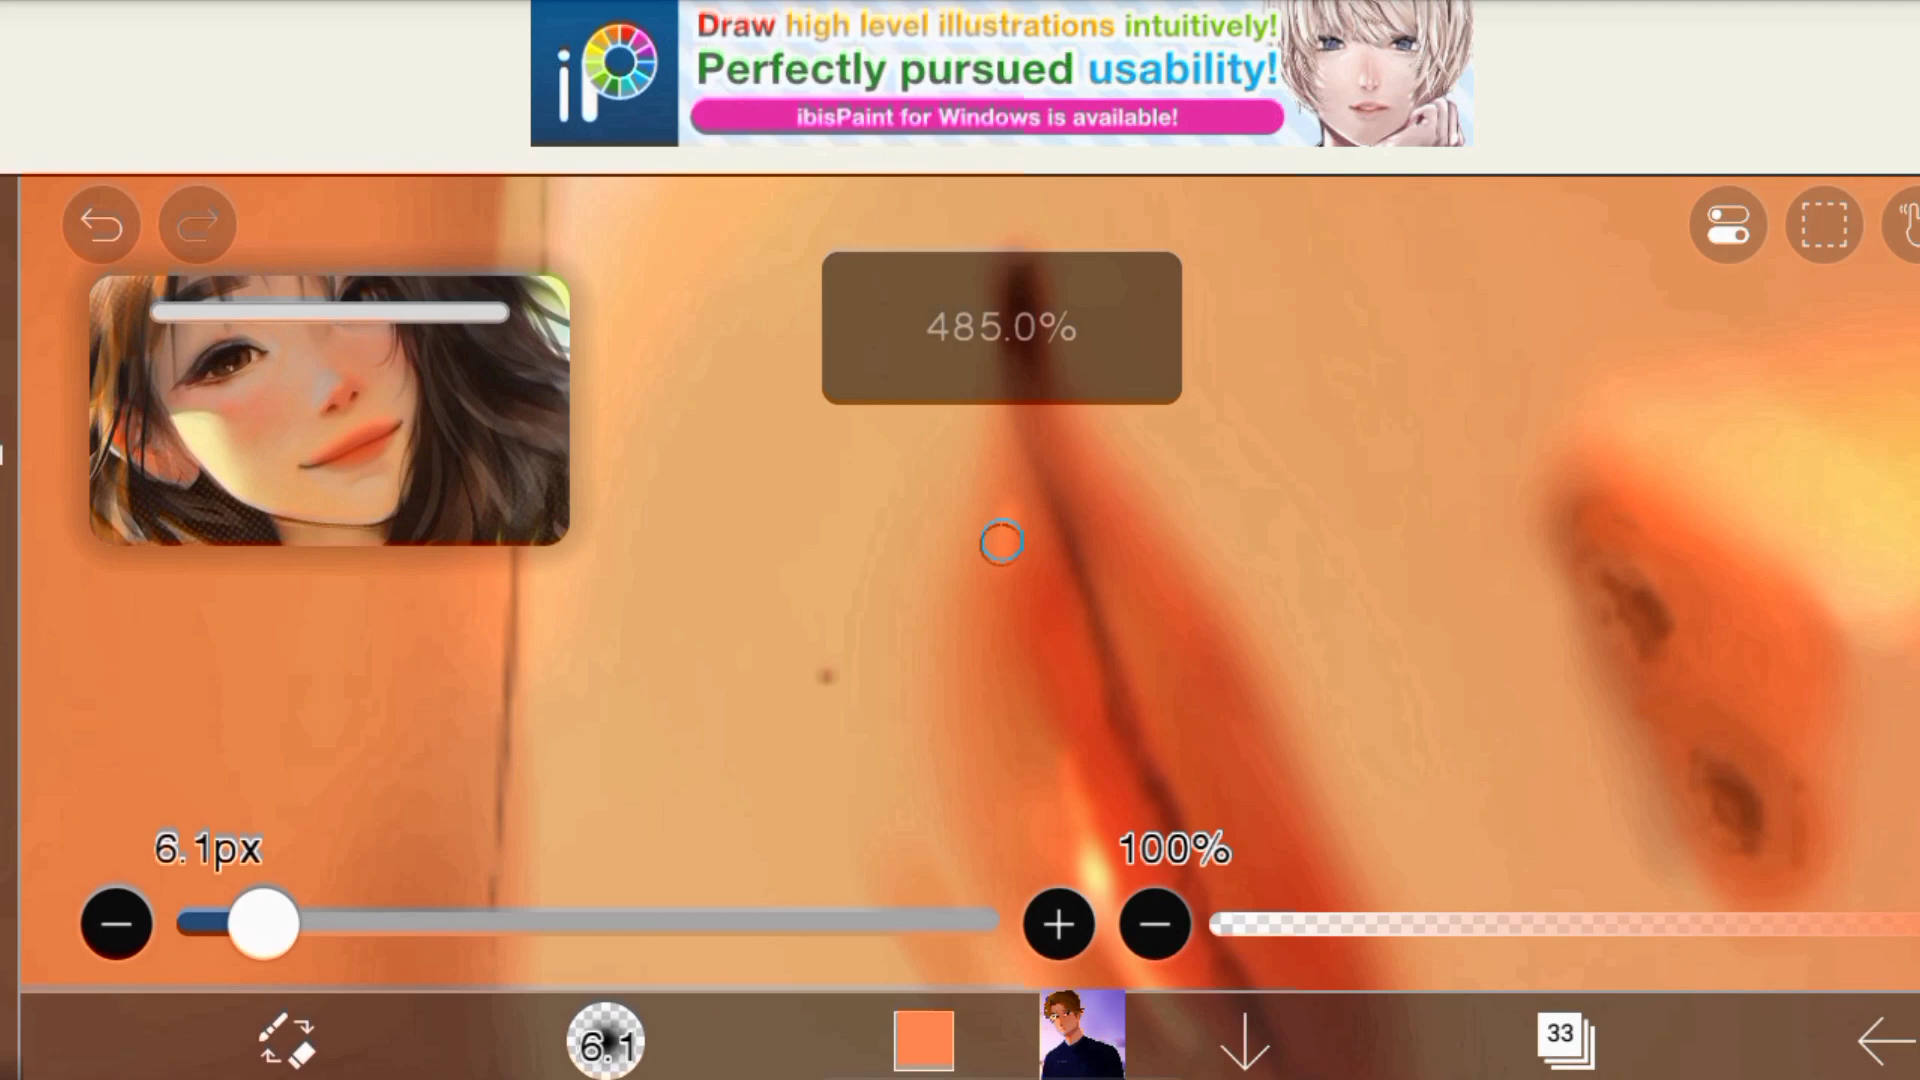 iP
Draw high level illustrations intuitively!
Perfectly pursued usability!
ibisPaint for Windows is available!
485.0%
6.1px
100%
6.1
33